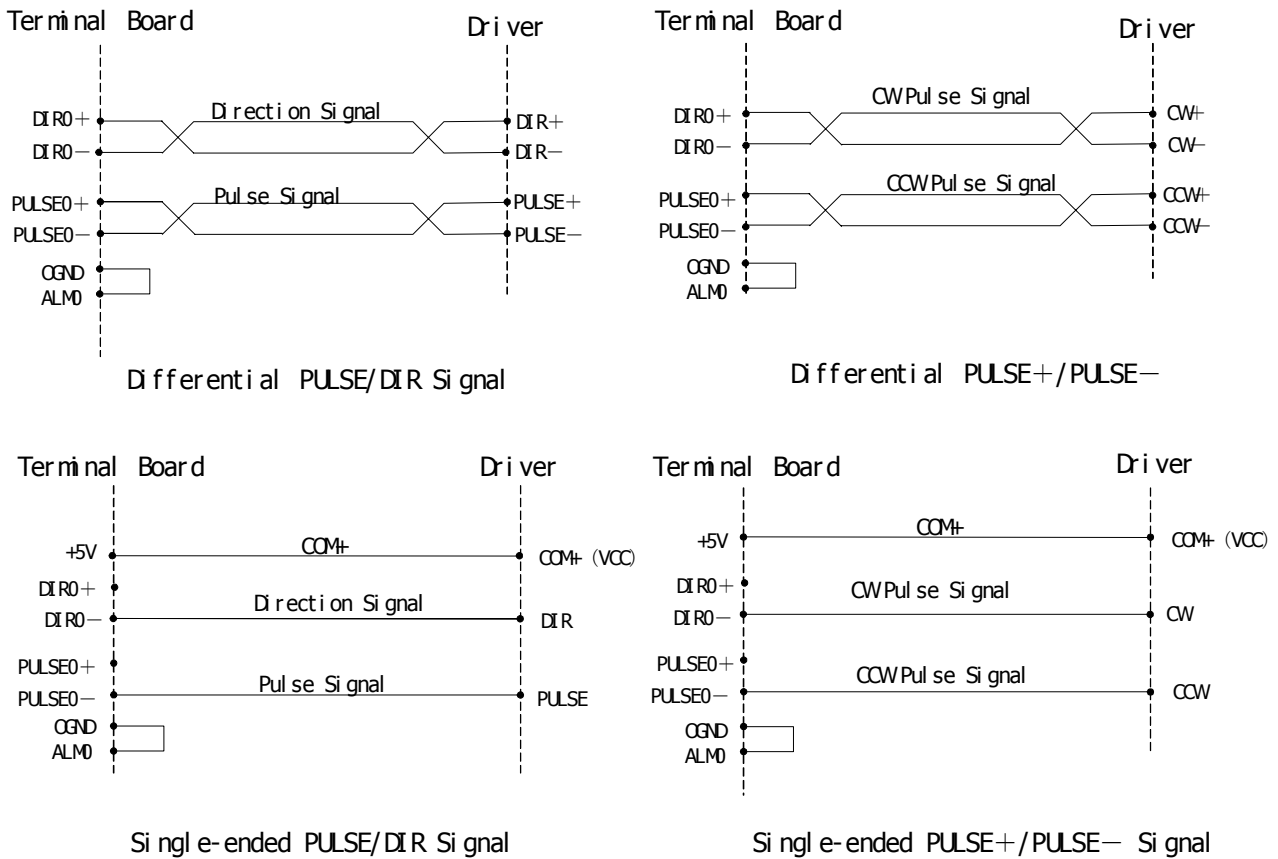 Terminal Board
Driver
DIR0+
Direction Signal
DIR+
DIR0−
DIR−
PULSE0+
Pulse Signal
PULSE+
PULSE0−
PULSE−
OGND
ALM0
Differential PULSE/DIR Signal
Terminal Board
Driver
DIR0+
CW Pulse Signal
CW+
DIR0−
CW−
PULSE0+
CCW Pulse Signal
CCW+
PULSE0−
CCW−
OGND
ALM0
Differential PULSE+/PULSE−
Terminal Board
Driver
+5V
COM+
COM+ (VCC)
DIR0+
DIR0−
Direction Signal
DIR
PULSE0+
PULSE0−
Pulse Signal
PULSE
OGND
ALM0
Single-ended PULSE/DIR Signal
Terminal Board
Driver
+5V
COM+
COM+ (VCC)
DIR0+
DIR0−
CW Pulse Signal
CW
PULSE0+
PULSE0−
CCW Pulse Signal
CCW
OGND
ALM0
Single-ended PULSE+/PULSE− Signal